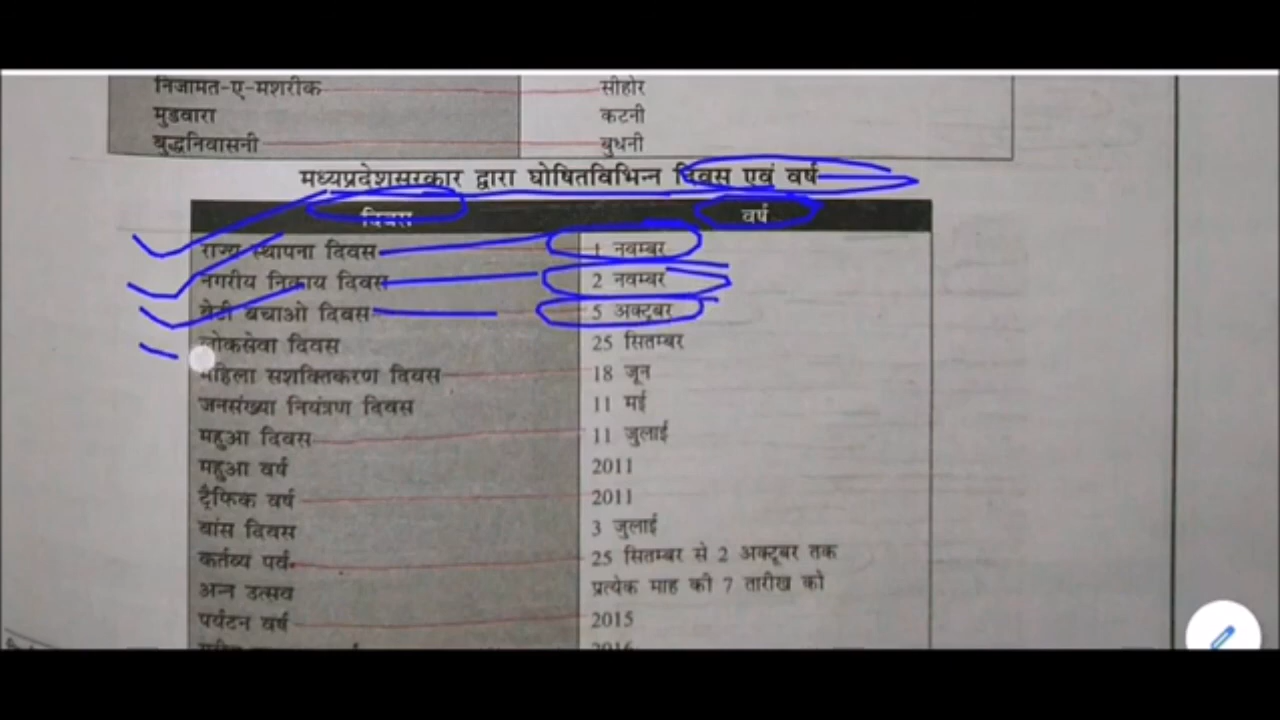 निजामत-ए-मशरीक सीहोर
मुडवारा कटनी
बुद्धनिवासनी बुधनी
मध्यप्रदेशसरकार द्वारा घोषितविभिन्न दिवस एवं वर्ष
दिवस वर्ष
राज्य स्थापना दिवस 1 नवम्बर
नगरीय निकाय दिवस 2 नवम्बर
बेटी बचाओ दिवस 5 अक्टूबर
लोकसेवा दिवस 25 सितम्बर
महिला सशक्तिकरण दिवस 18 जून
जनसंख्या नियंत्रण दिवस 11 मई
महुआ दिवस 11 जुलाई
महुआ वर्ष 2011
ट्रैफिक वर्ष 2011
बांस दिवस 3 जुलाई
कर्तव्य पर्व 25 सितम्बर से 2 अक्टूबर तक
अन्न उत्सव प्रत्येक माह की 7 तारीख को
पर्यटन वर्ष 2015